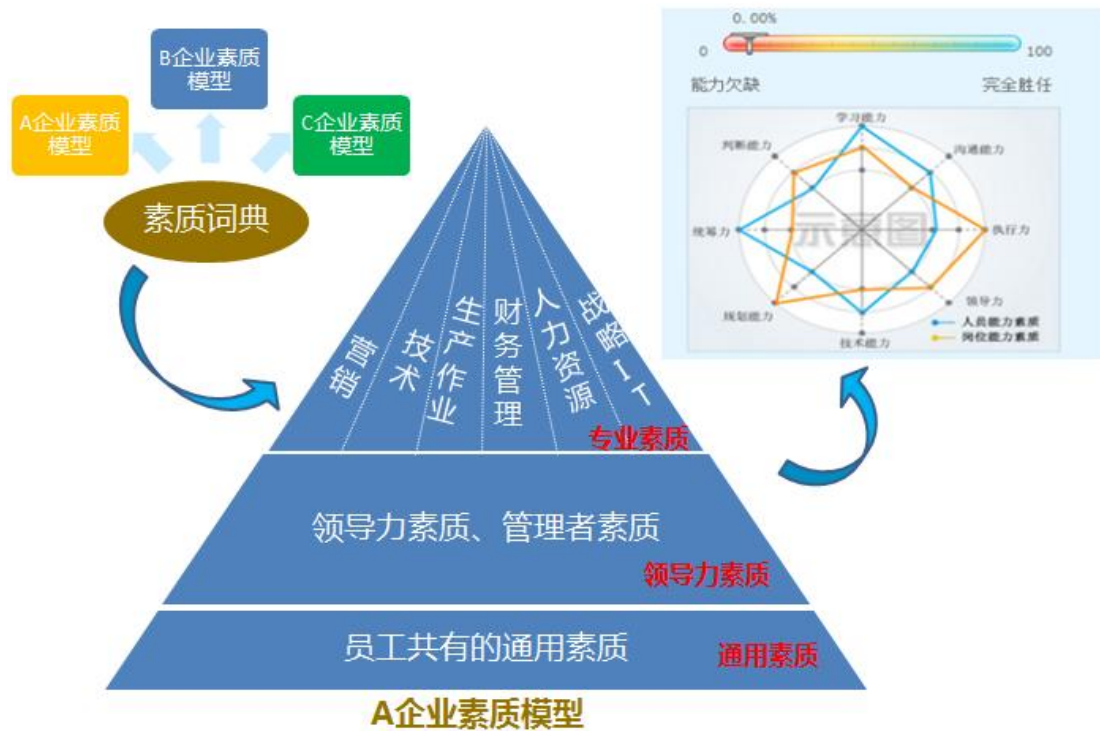 B企业素质
模型
A企业素质
模型
C企业素质
模型
素质词典
营销
技术
生产作业
财务管理
人力资源
战略IT
专业素质
领导力素质、管理者素质
领导力素质
员工共有的通用素质
通用素质
A企业素质模型
0.00%
0
100
能力欠缺
完全胜任
学习能力
判断能力
沟通能力
统筹力
示意图
执行力
规划能力
领导力
技术能力
人员能力素质
岗位能力素质